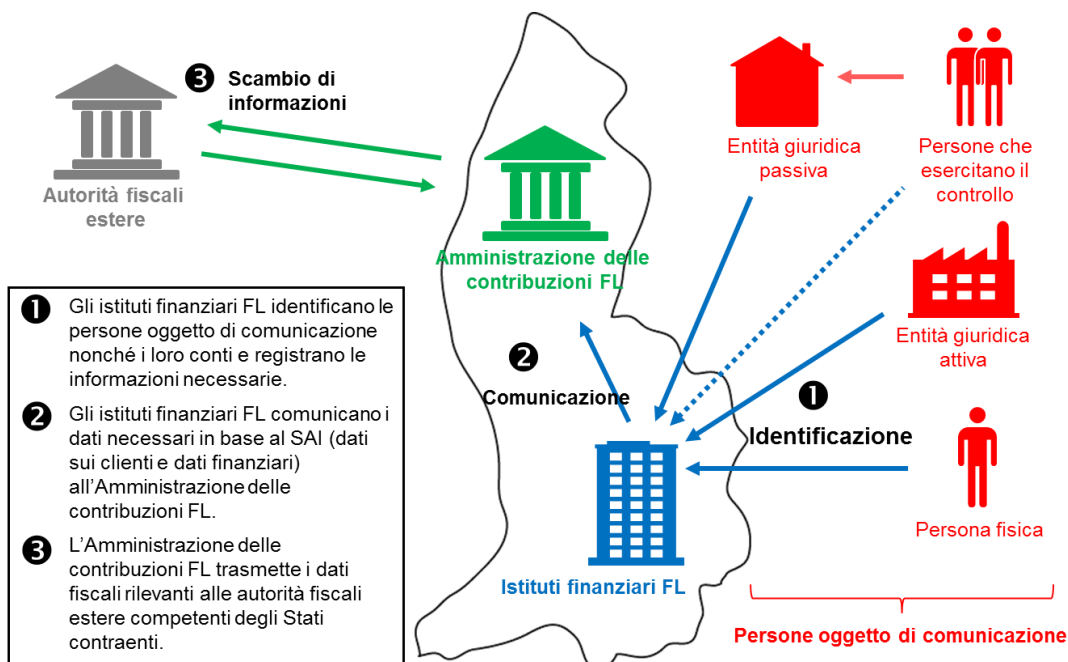 ❸ Scambio di
informazioni
Autorità fiscali
estere
Amministrazione delle
contribuzioni FL
Entità giuridica
passiva
Persone che
esercitano il
controllo
Entità giuridica
attiva
❷
Comunicazione
❶
Identificazione
Persona fisica
Istituti finanziari FL
Persone oggetto di comunicazione
❶ Gli istituti finanziari FL identificano le
persone oggetto di comunicazione
nonché i loro conti e registrano le
informazioni necessarie.
❷ Gli istituti finanziari FL comunicano i
dati necessari in base al SAI (dati
sui clienti e dati finanziari)
all’Amministrazione delle
contribuzioni FL.
❸ L’Amministrazione delle
contribuzioni FL trasmette i dati
fiscali rilevanti alle autorità fiscali
estere competenti degli Stati
contraenti.